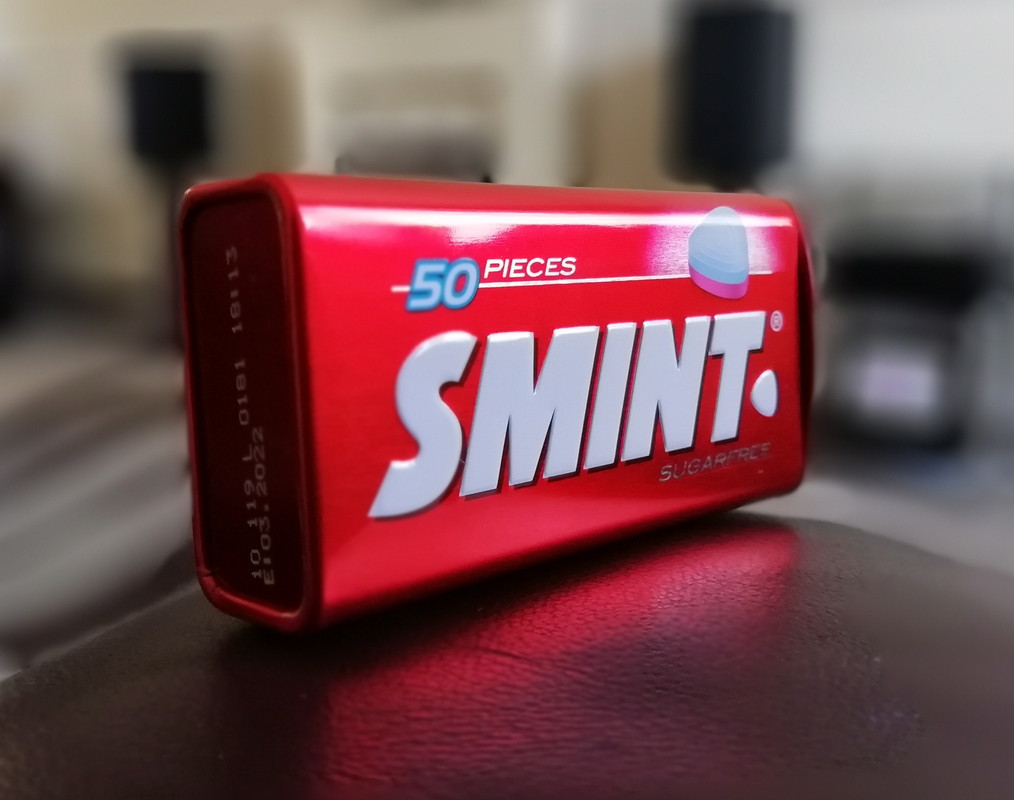 50 PIECES
SMINT
®
SUGARFREE
10 119 L 0181 18:13
E:03.2022